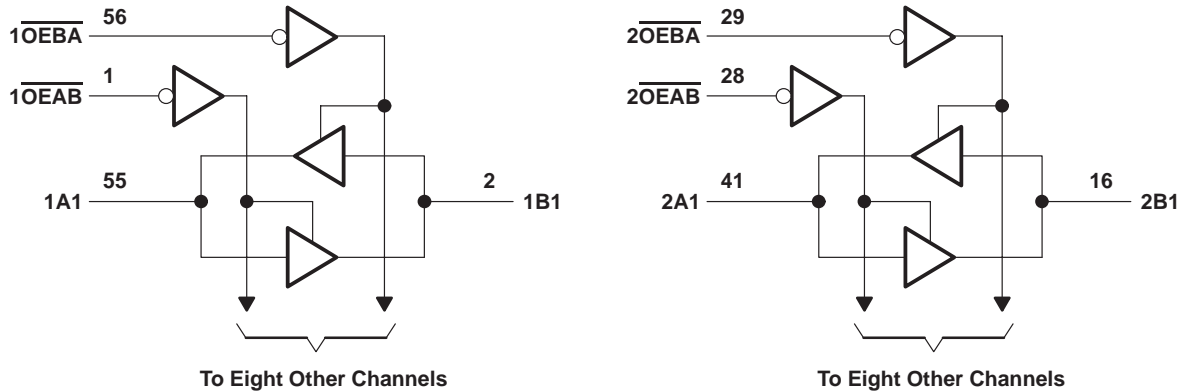 56
1OEBA
1
1OEAB
55
1A1
2
1B1
To Eight Other Channels
29
2OEBA
28
2OEAB
41
2A1
16
2B1
To Eight Other Channels